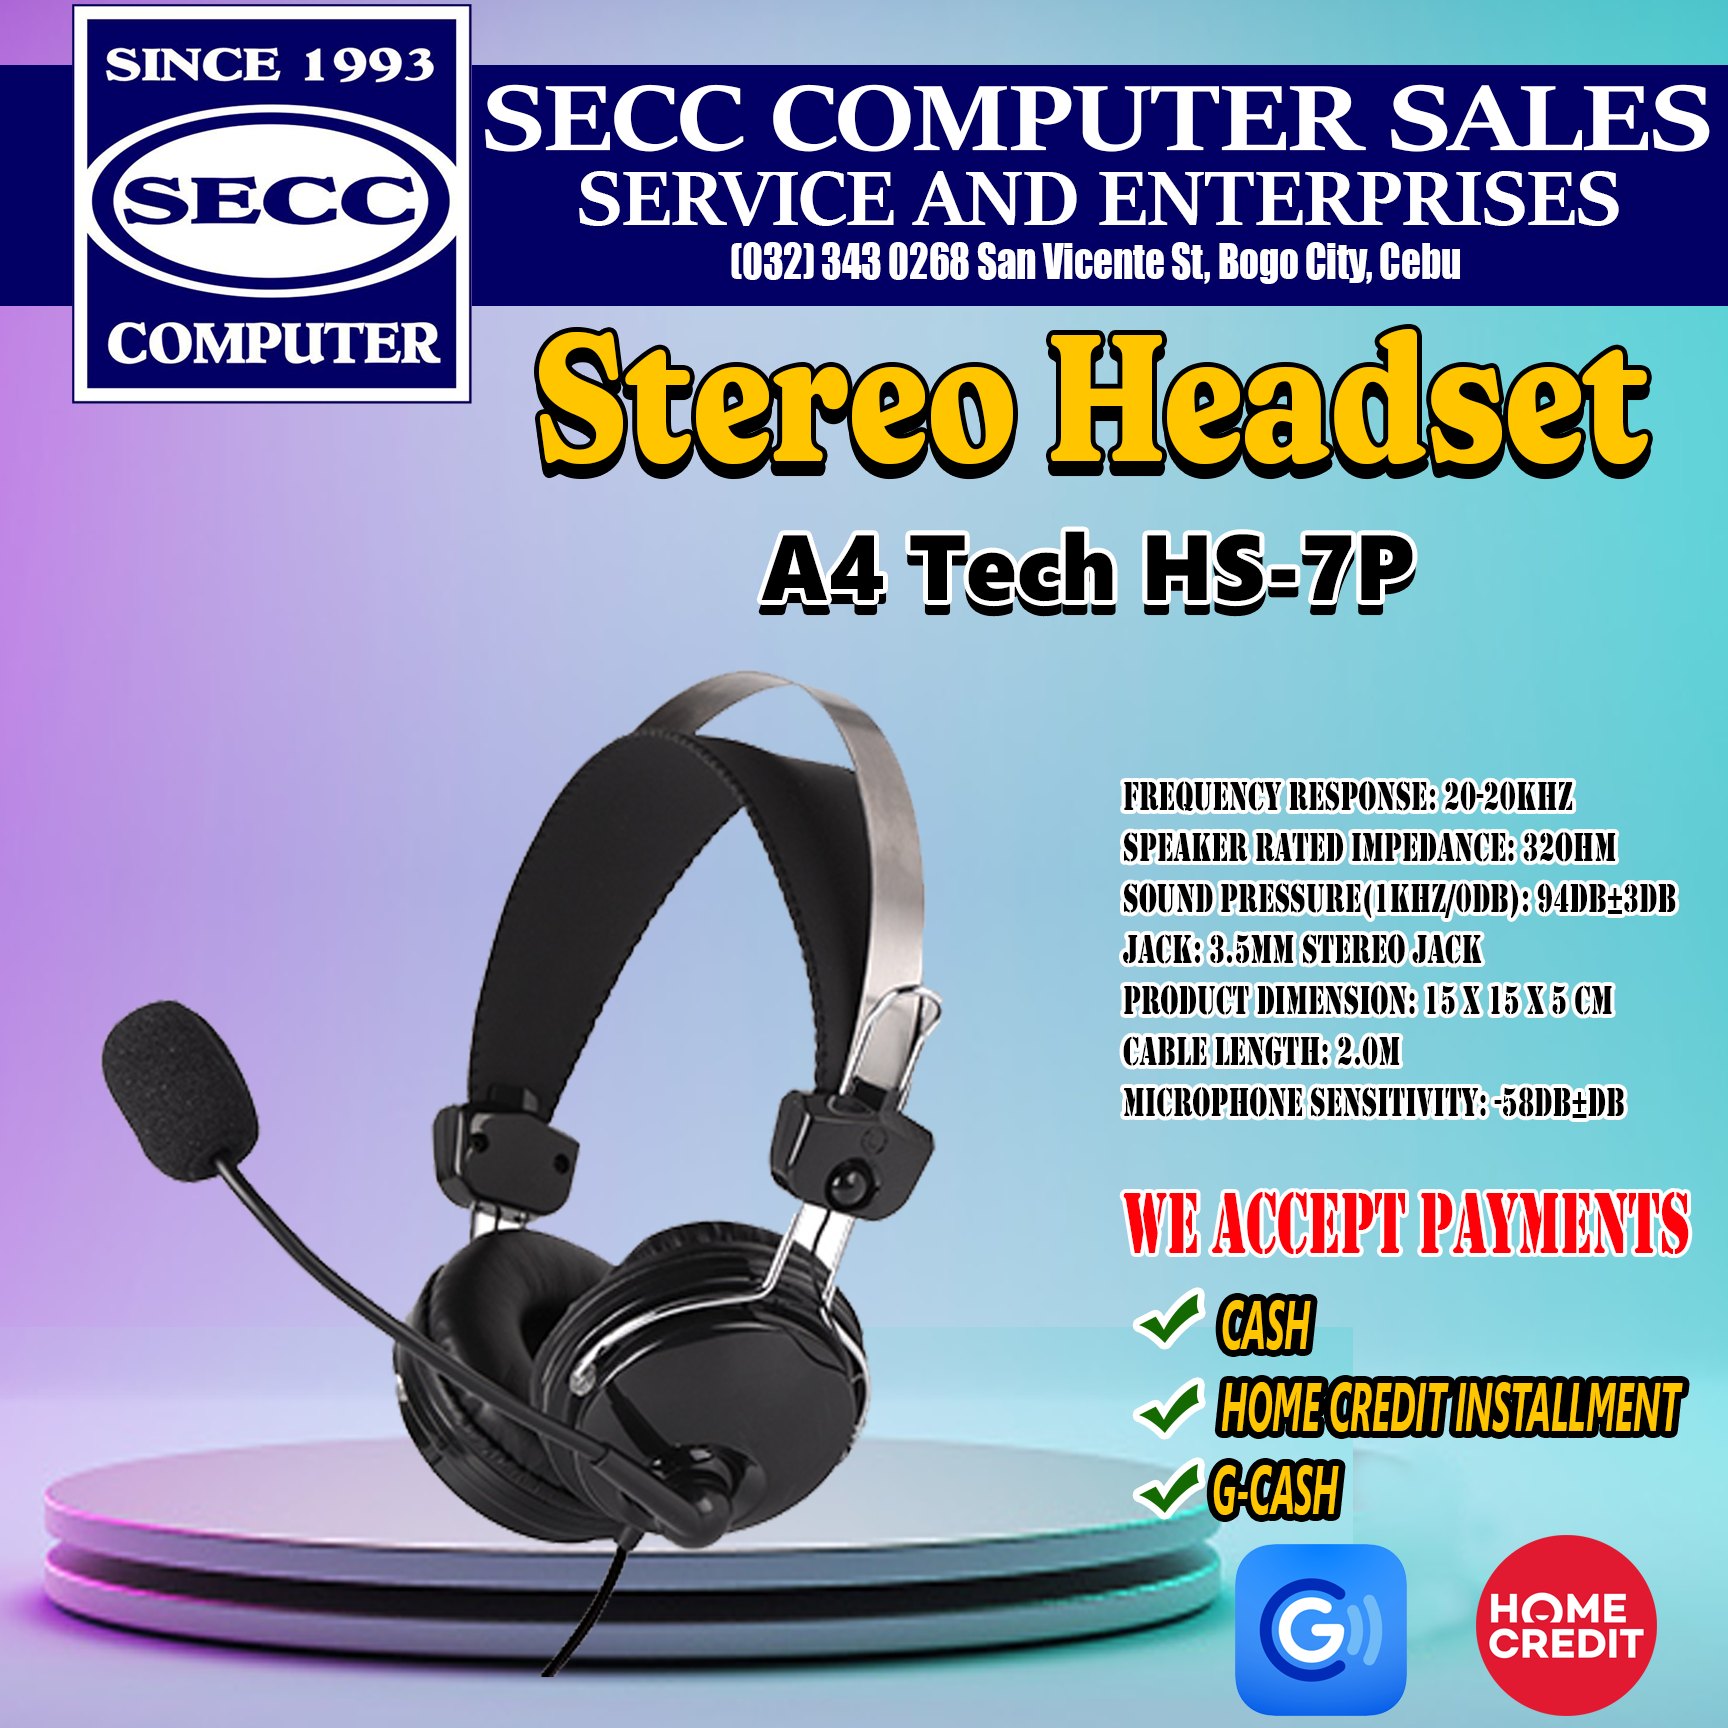 SINCE 1993
SECC
COMPUTER
SECC COMPUTER SALES
SERVICE AND ENTERPRISES
(032) 343 0268 San Vicente St, Bogo City, Cebu
Stereo Headset
A4 Tech HS-7P
FREQUENCY RESPONSE: 20-20KHZ
SPEAKER RATED IMPEDANCE: 32OHM
SOUND PRESSURE(1KHZ/0DB): 94DB±3DB
JACK: 3.5MM STEREO JACK
PRODUCT DIMENSION: 15 X 15 X 5 CM
CABLE LENGTH: 2.0M
MICROPHONE SENSITIVITY: -58DB±DB
WE ACCEPT PAYMENTS
CASH
HOME CREDIT INSTALLMENT
G-CASH
G
HOME
CREDIT